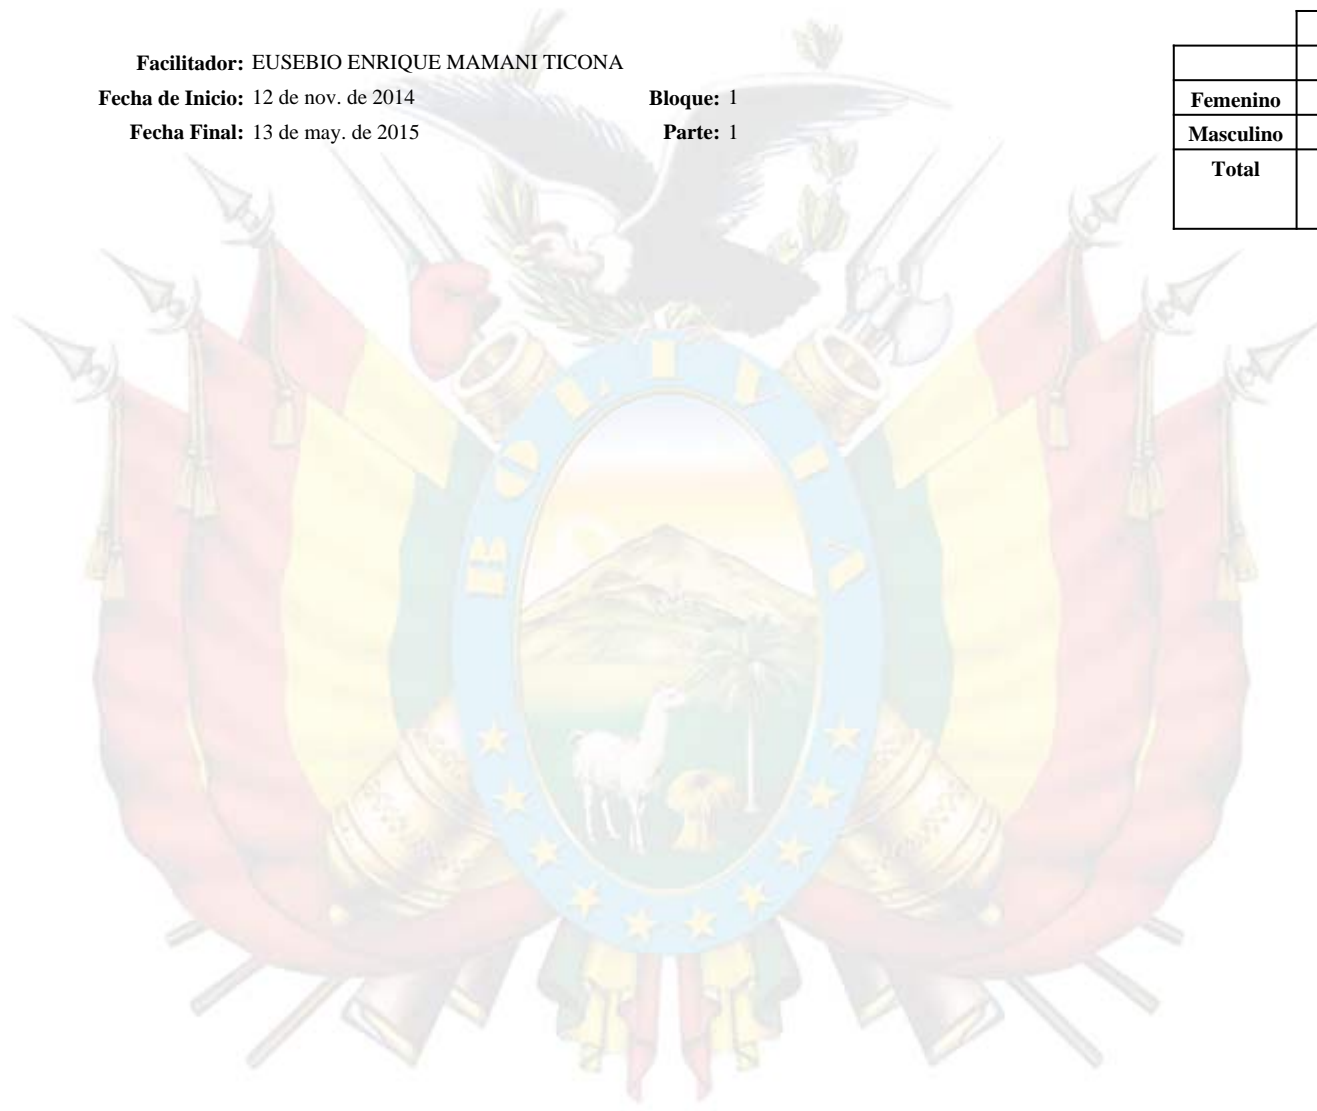 Facilitador: EUSEBIO ENRIQUE MAMANI TICONA
Fecha de Inicio: 12 de nov. de 2014 Bloque: 1
Fecha Final: 13 de may. de 2015 Parte: 1
Femenino
Masculino
Total
BOLIVIA